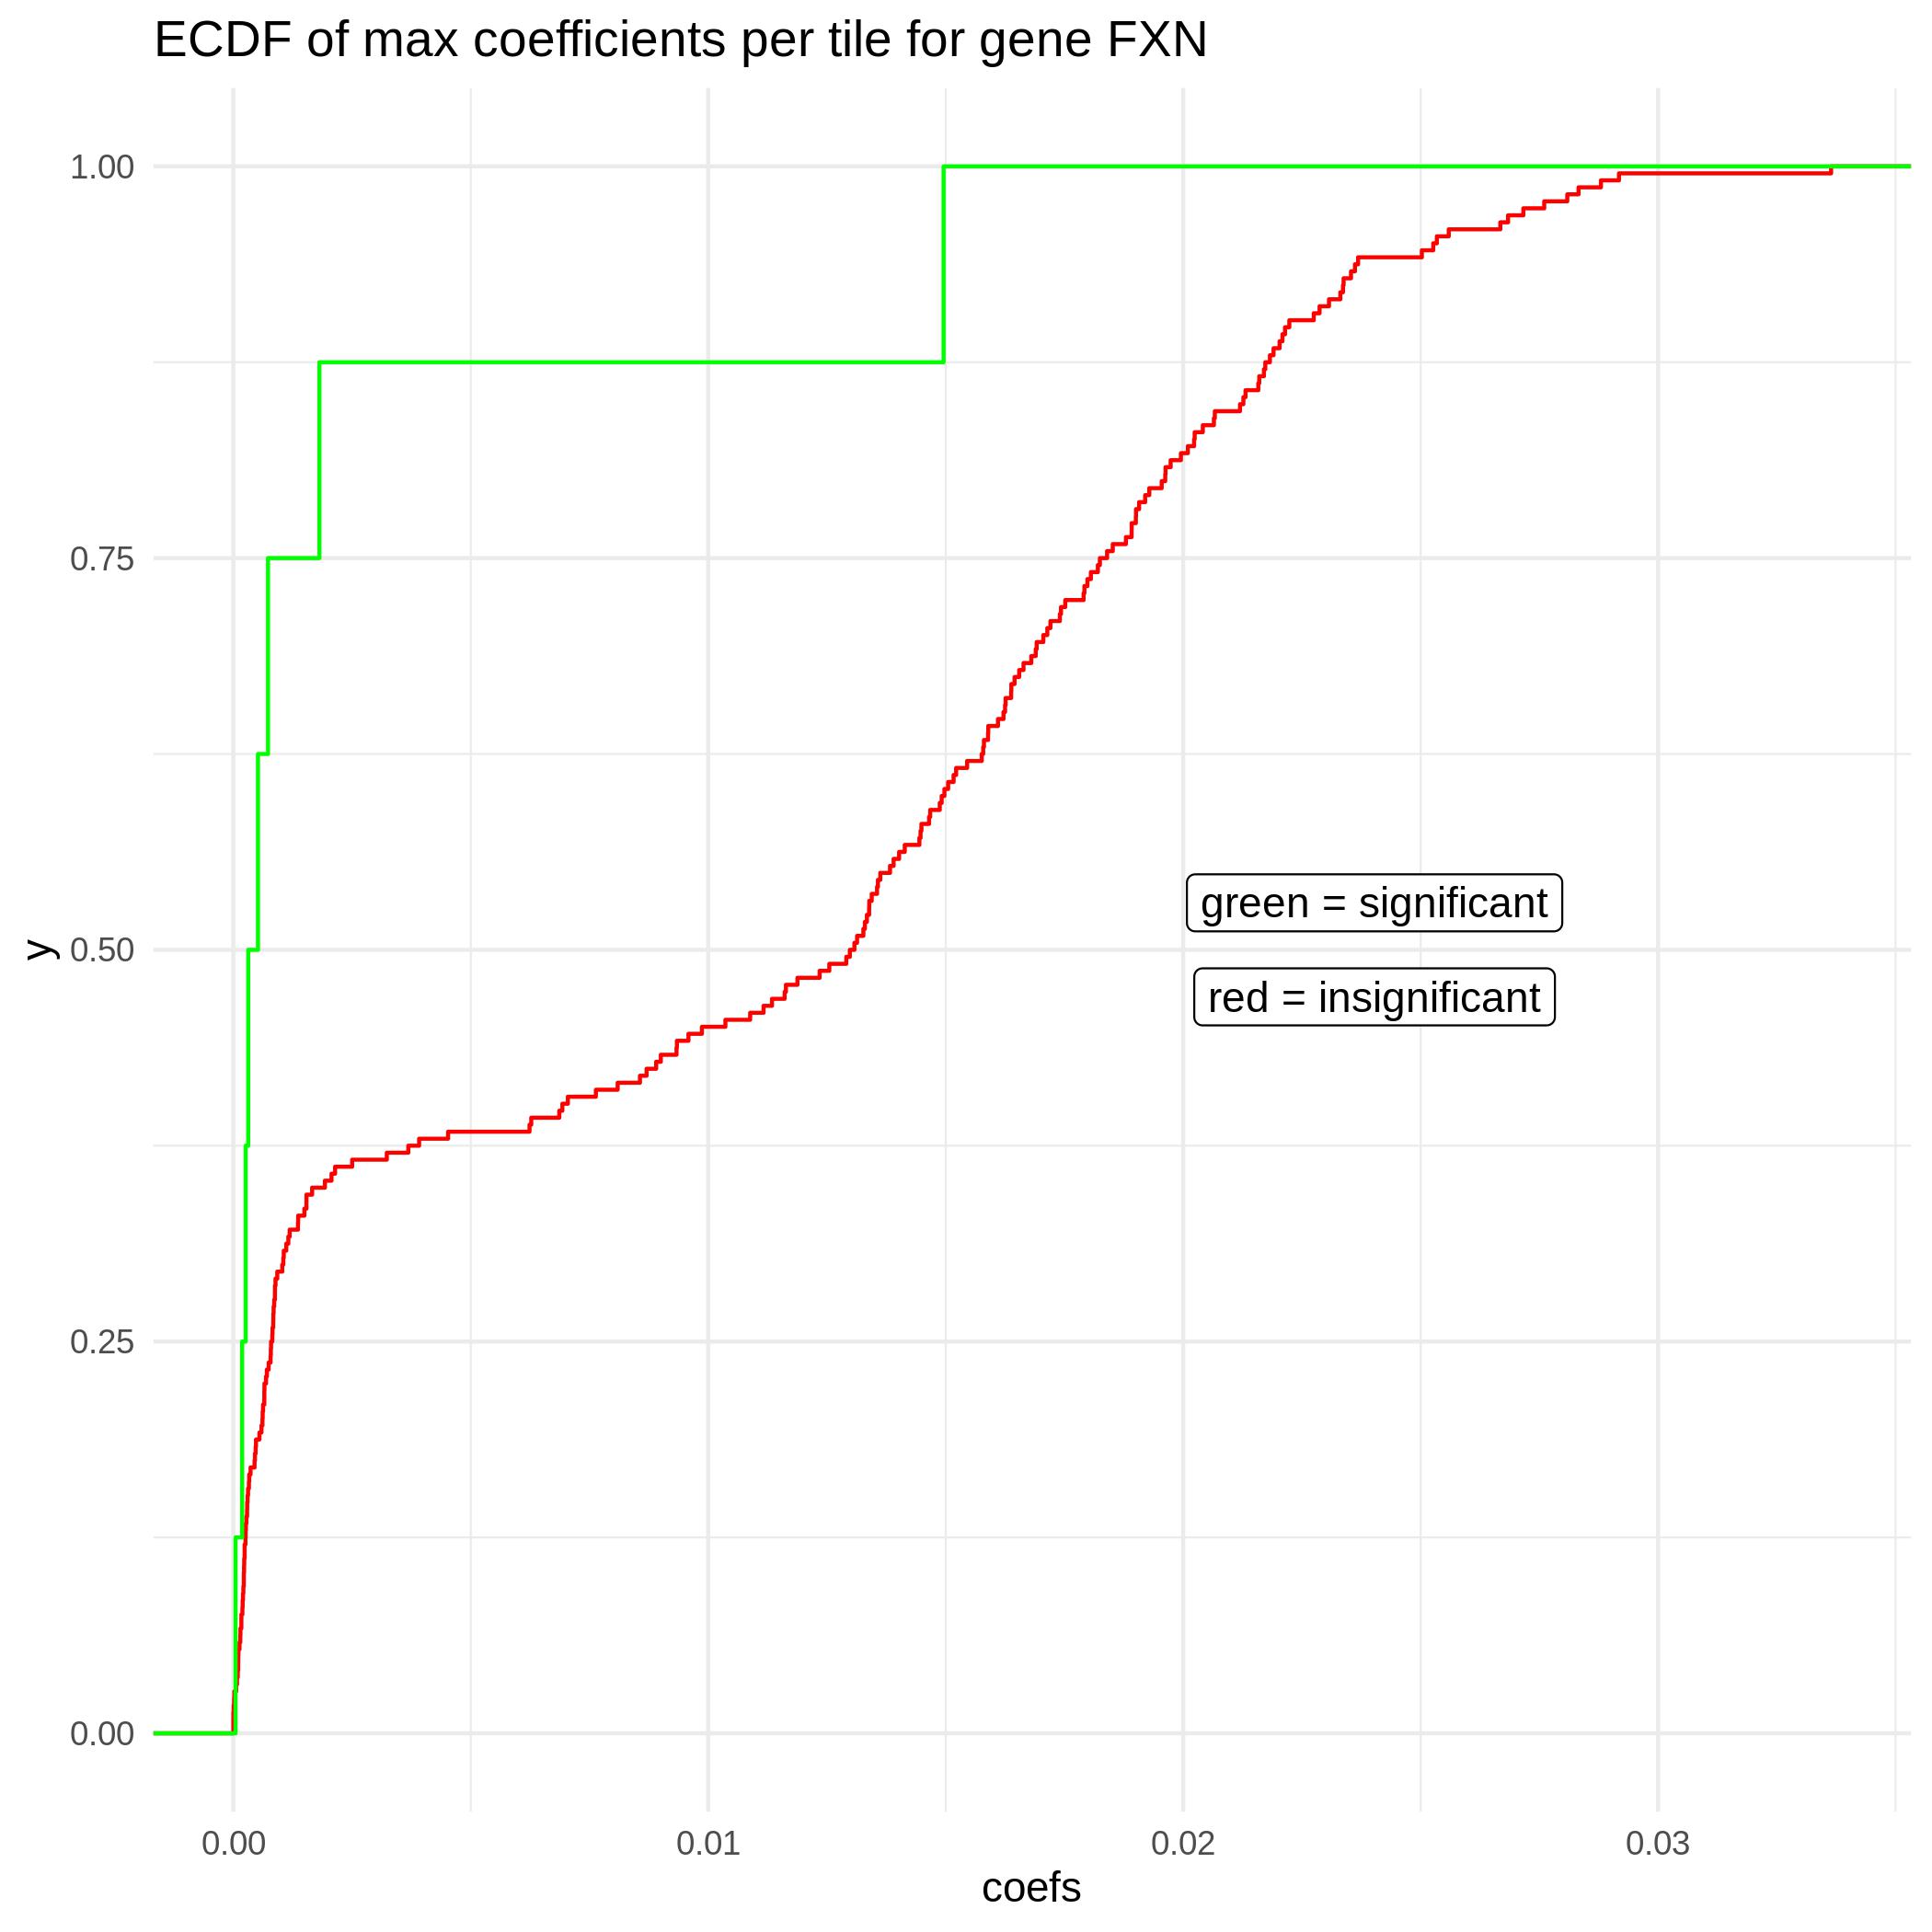 ECDF of max coefficients per tile for gene FXN
1.00
0.75
0.50
0.25
0.00
y
green = significant
red = insignificant
0.00 0.01 0.02 0.03
coefs